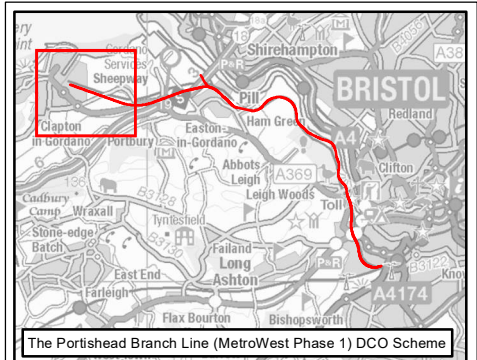 Shirehampton
Services
Sheepway
P&R
BRISTOL
A38
Redland
Pill
Ham Green
A4
Clapton
in-Gordano
Portbury
Easton-
in-Gordano
Abbots
Leigh
A369
Clifton
Leigh Woods
Toll
136
B3128
Cadbury
Camp
Wraxall
Tyntesfield
Stone-edge
Batch
B3130
Failand
Long
Ashton
P&R
B3122
East End
Farleigh
Flax Bourton
Bishopsworth
A4174
The Portishead Branch Line (MetroWest Phase 1) DCO Scheme